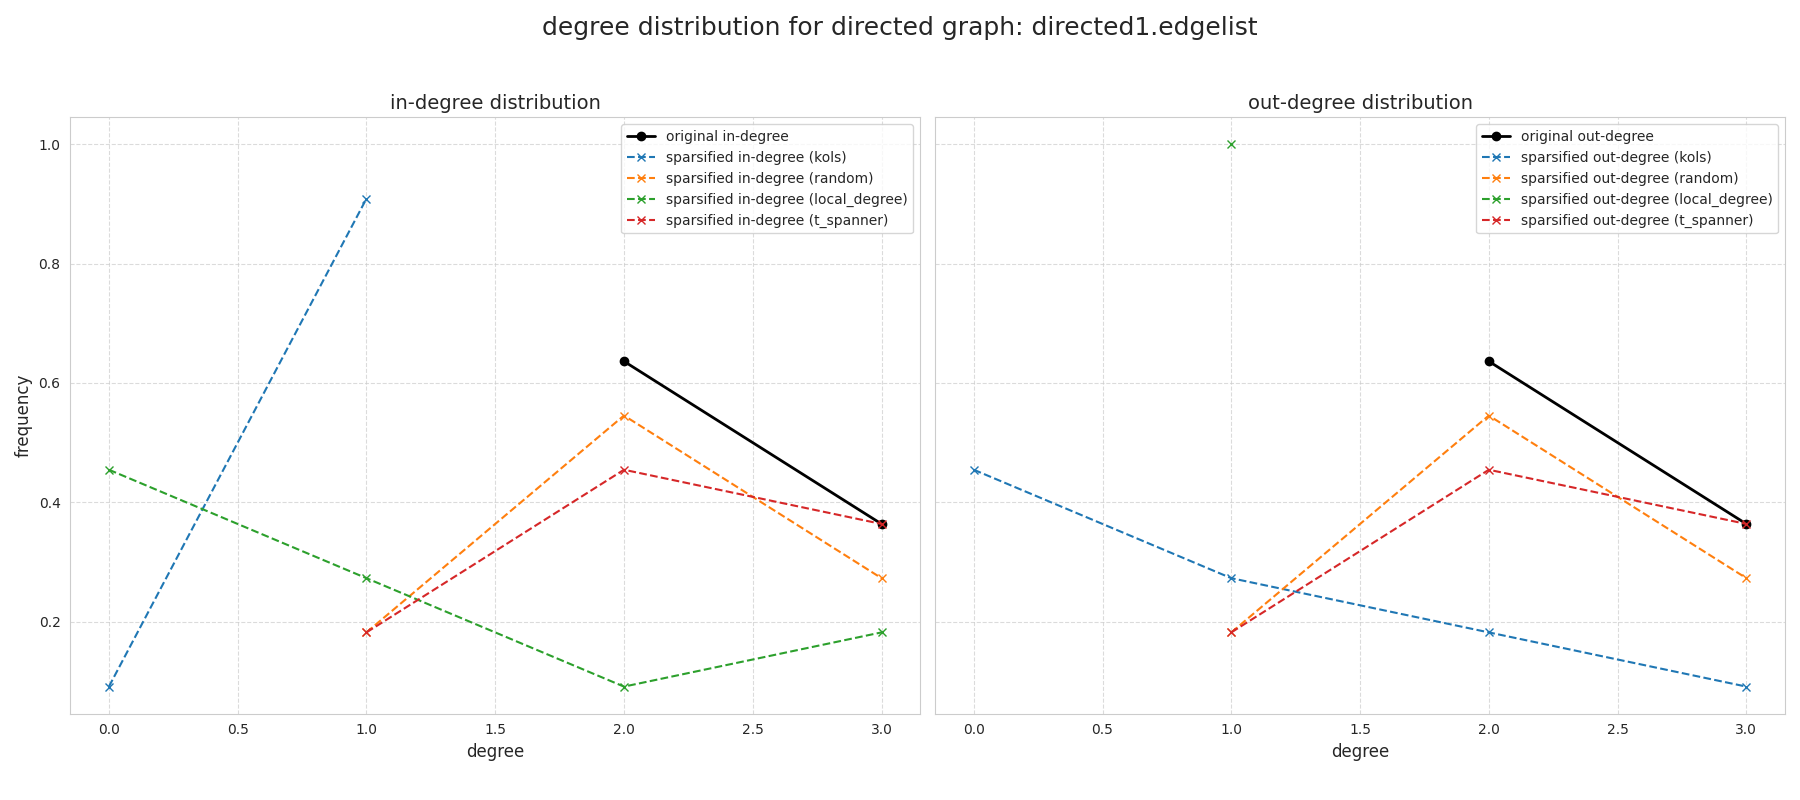 degree distribution for directed graph: directed1.edgelist
in-degree distribution
original in-degree
sparsified in-degree (kols)
sparsified in-degree (random)
sparsified in-degree (local_degree)
sparsified in-degree (t_spanner)
frequency
1.0
0.8
0.6
0.4
0.2
0.0 0.5 1.0 1.5 2.0 2.5 3.0
degree
out-degree distribution
original out-degree
sparsified out-degree (kols)
sparsified out-degree (random)
sparsified out-degree (local_degree)
sparsified out-degree (t_spanner)
0.0 0.5 1.0 1.5 2.0 2.5 3.0
degree